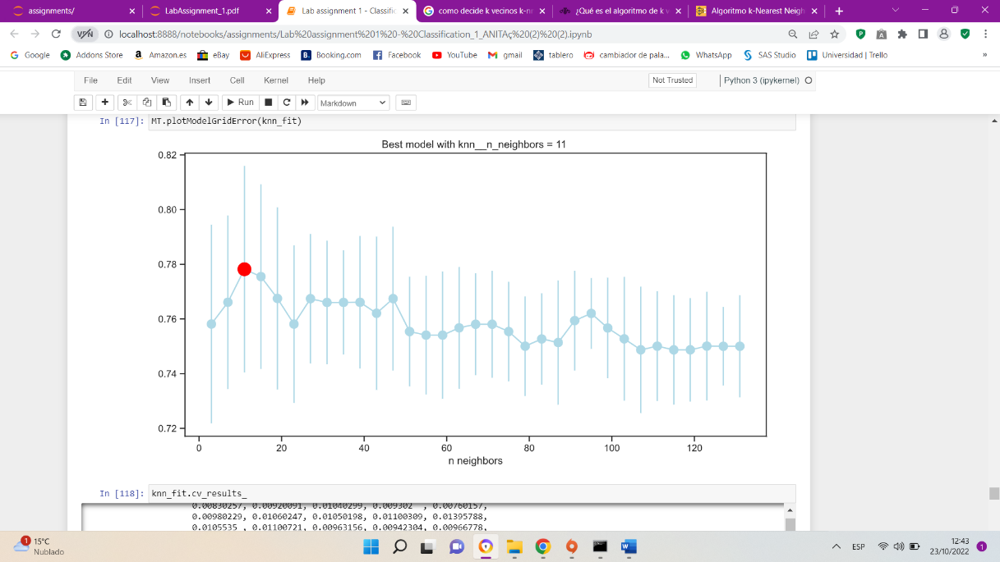 assignments/
LabAssignment_1.pdf
Lab assignment 1 - Classific
como decide k vecinos k-nn
¿Qué es el algoritmo de k v
Algoritmo k-Nearest Neigh
VPN
localhost:8888/notebooks/assignments/Lab%20assignment%201%20-%20Classification_1_ANITAç%20(2)%20(2).ipynb
Google Addons Store Amazon.es eBay AliExpress Booking.com Facebook YouTube gmail tablero cambiador de pala... WhatsApp SAS Studio Universidad | Trello »
File Edit View Insert Cell Kernel Help Not Trusted Python 3 (ipykernel)
Run Markdown
In [117]: MT.plotModelGridError(knn_fit)
Best model with knn__n_neighbors = 11
0.82
0.80
0.78
0.76
0.74
0.72
0 20 40 60 80 100 120
n neighbors
In [118]: knn_fit.cv_results_
0.00830257, 0.00920091, 0.01040299, 0.009302 , 0.00760157,
0.00980229, 0.01060247, 0.01050198, 0.01100309, 0.01395788,
0.0105535 , 0.01100721, 0.00963156, 0.00942304, 0.00966778,
1
15°C
Nublado
ESP
12:43
23/10/2022
1